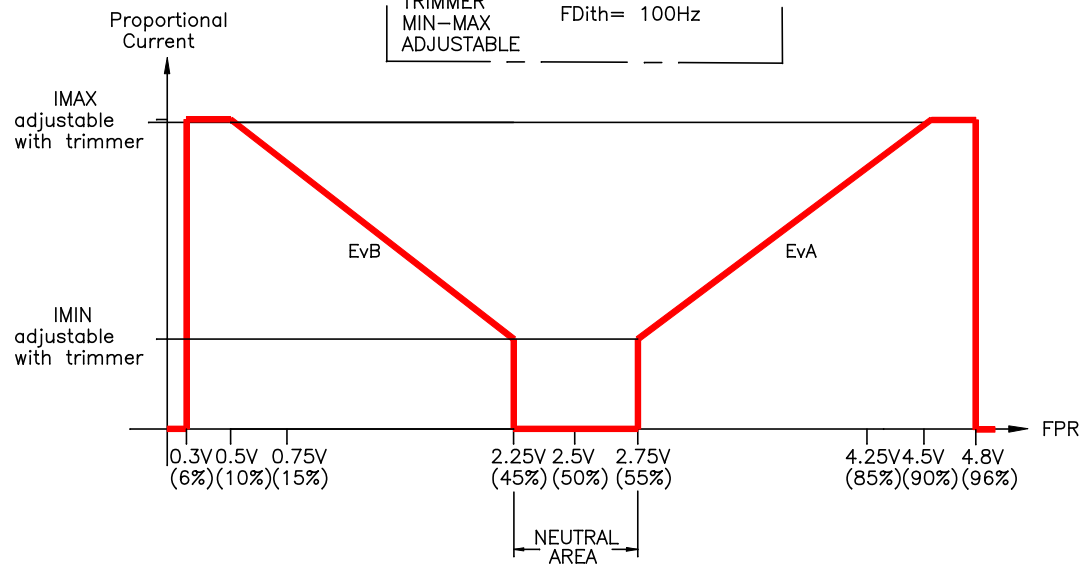 TRIMMER
MIN-MAX
ADJUSTABLE
FDith= 100Hz
Proportional
Current
IMAX
adjustable
with trimmer
EvB
EvA
IMIN
adjustable
with trimmer
FPR
0.3V 0.5V 0.75V 2.25V 2.5V 2.75V 4.25V 4.5V 4.8V
(6%) (10%) (15%) (45%) (50%) (55%) (85%) (90%) (96%)
NEUTRAL
AREA